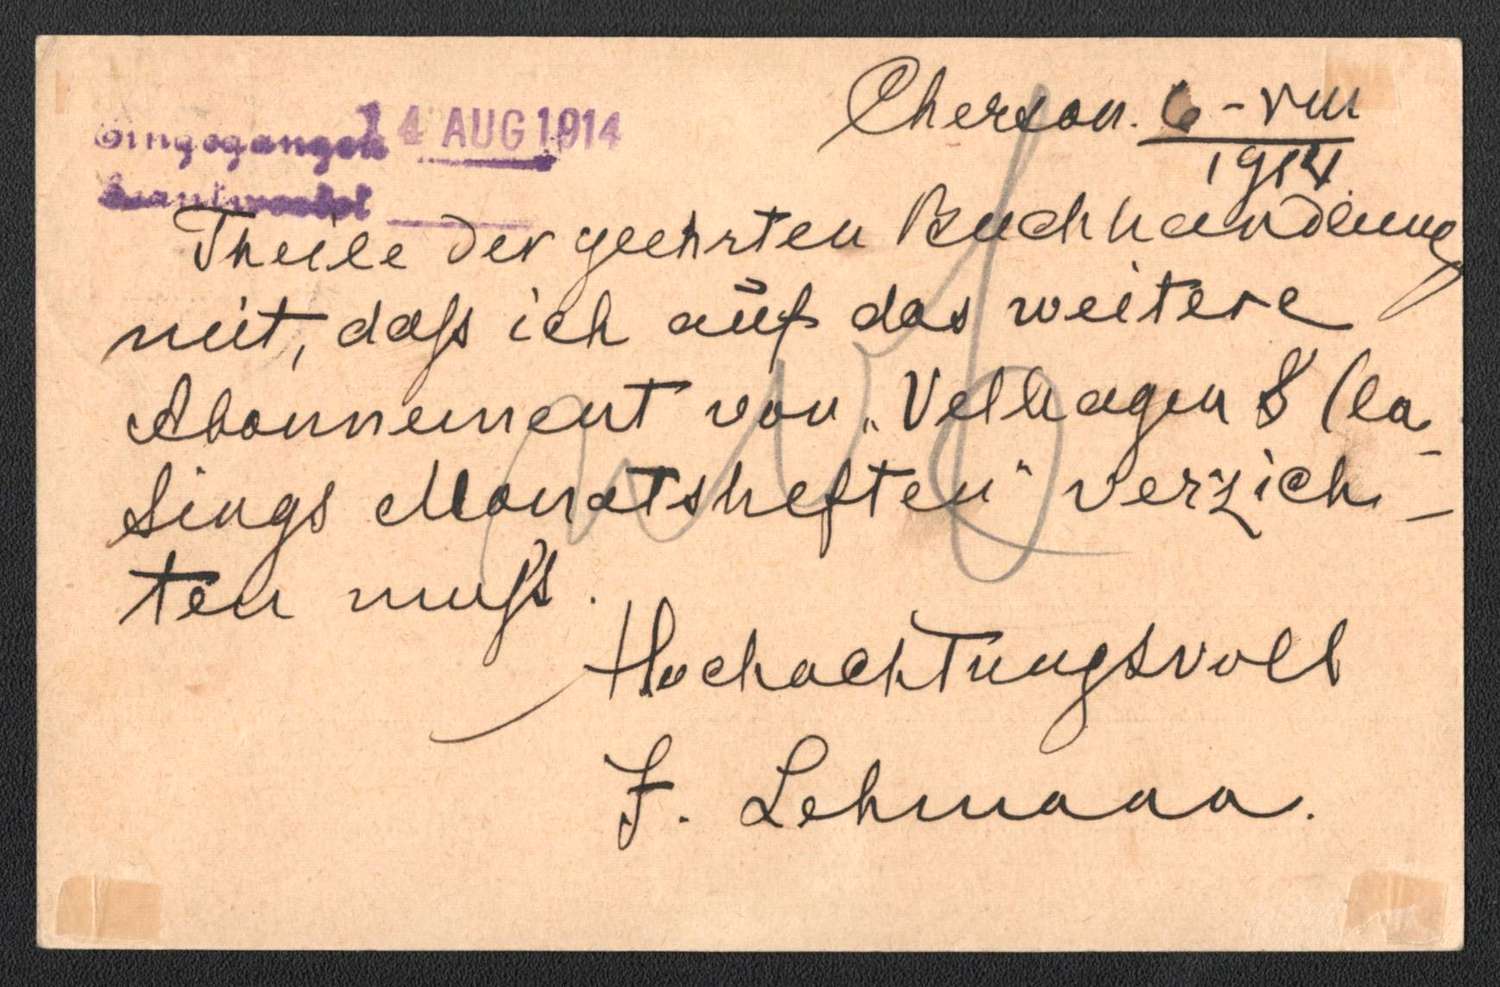 Cherson. 6-VIII
1914
Eingegangen 14 AUG 1914
Beantwortet
Theile der geehrten Buchhandlung
mit, daſs ich auf das weitere
Abonnement von „Velhagen & Cla-
sings Monatsheften" verzich-
ten muſs.
Hochachtungsvoll
F. Lehmann.